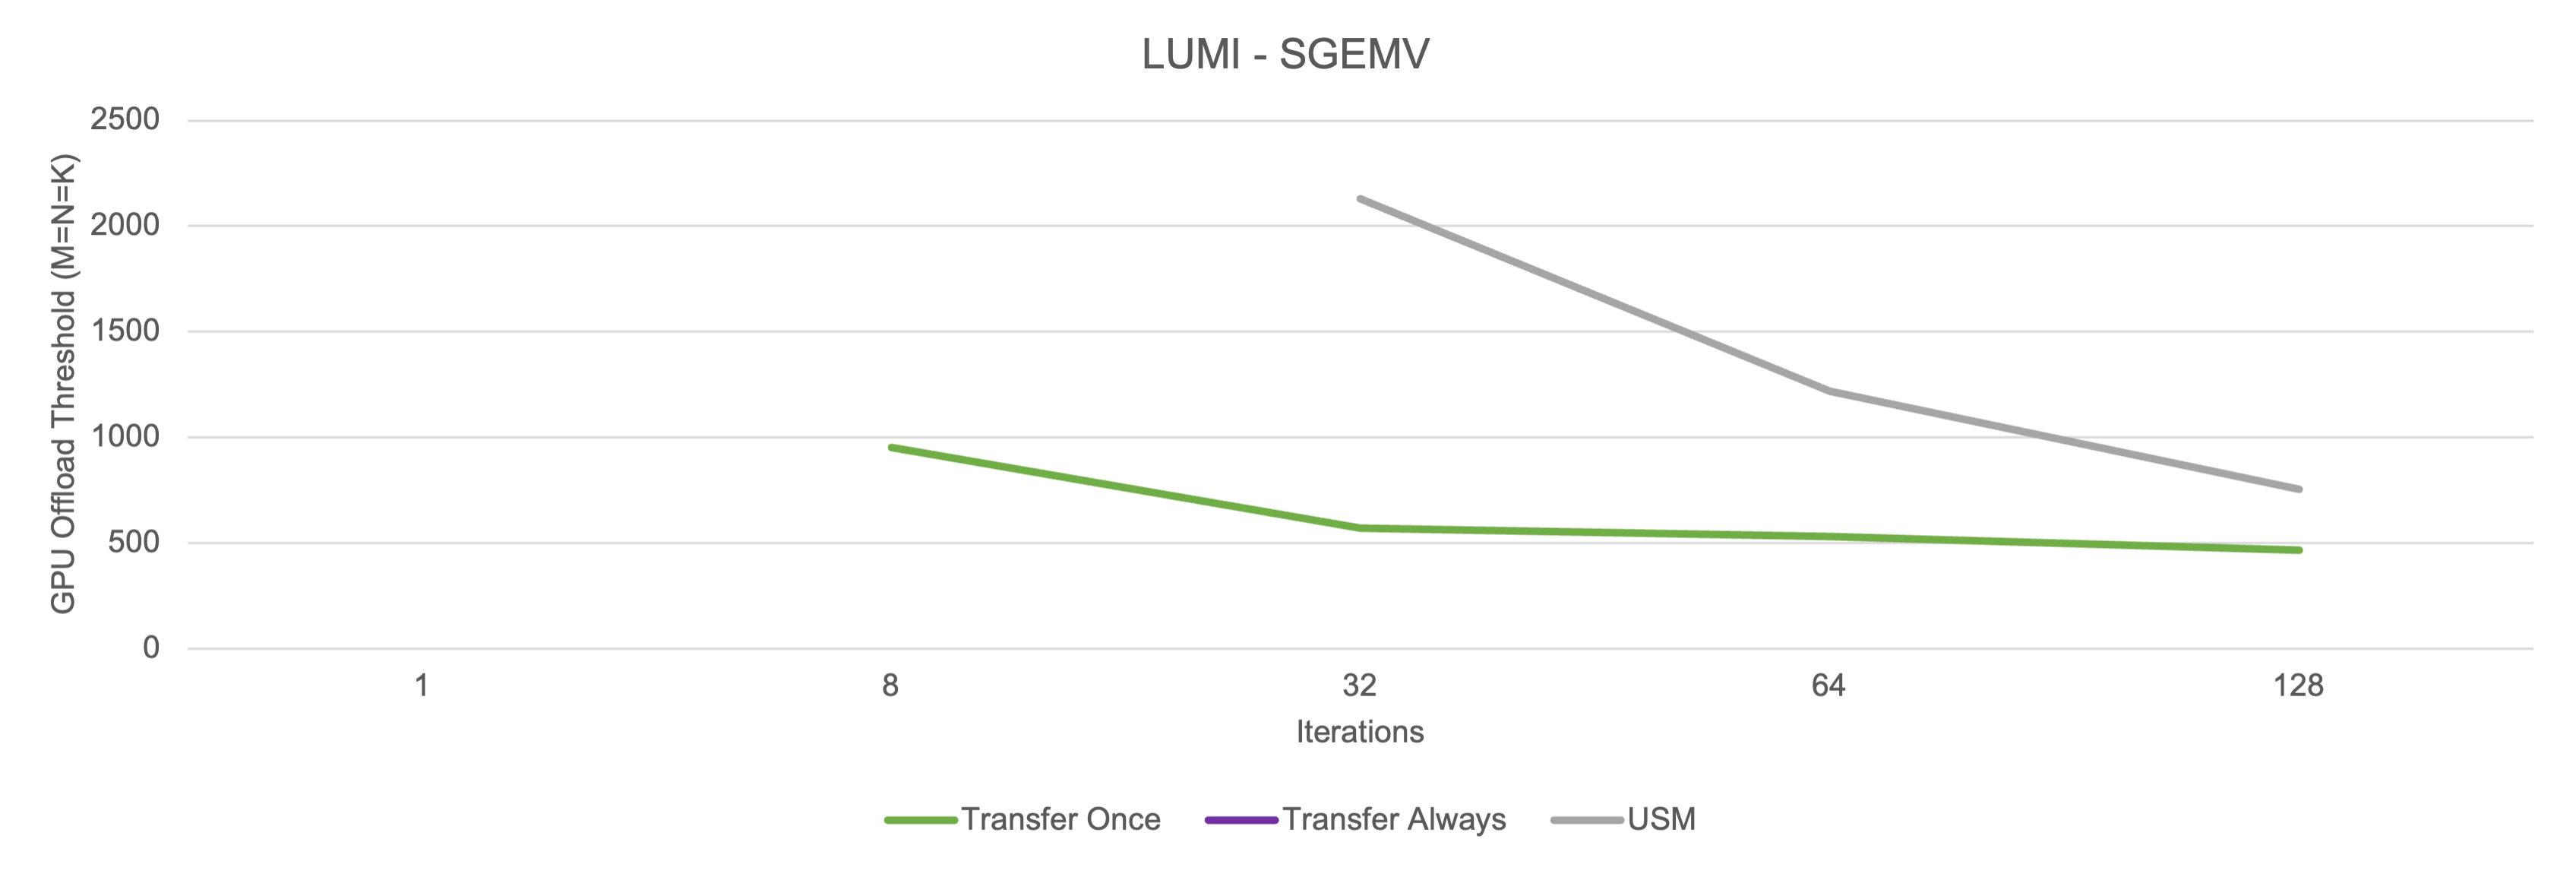 LUMI - SGEMV
GPU Offload Threshold (M=N=K)
2500
2000
1500
1000
500
0
1 8 32 64 128
Iterations
Transfer Once Transfer Always USM